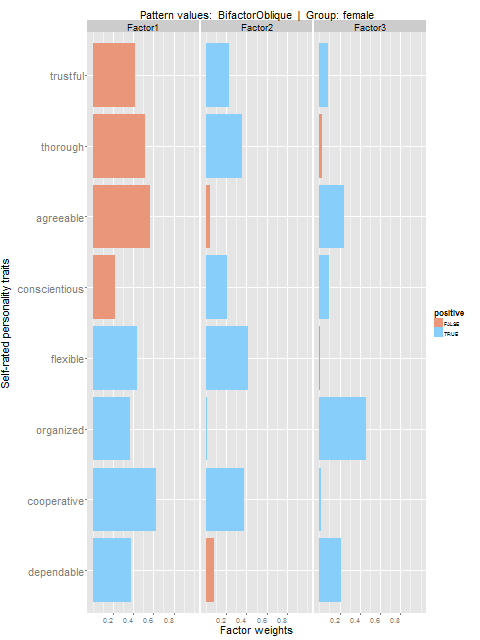 Pattern values:  BifactorOblique  |  Group: female
Factor1 Factor2 Factor3
trustful
thorough
agreeable
conscientious
flexible
organized
cooperative
dependable
Self-rated personality traits
0.2 0.4 0.6 0.8 0.2 0.4 0.6 0.8 0.2 0.4 0.6 0.8
Factor weights
positive
FALSE
TRUE